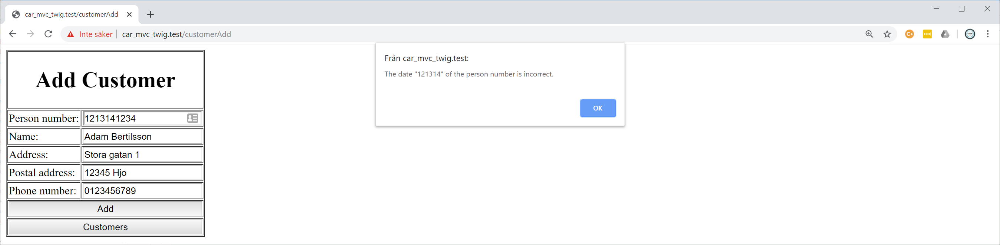 car_mvc_twig.test/customerAdd
Inte säker | car_mvc_twig.test/customerAdd
Från car_mvc_twig.test:
The date "121314" of the person number is incorrect.
OK
Add Customer
Person number: 1213141234
Name: Adam Bertilsson
Address: Stora gatan 1
Postal address: 12345 Hjo
Phone number: 0123456789
Add
Customers